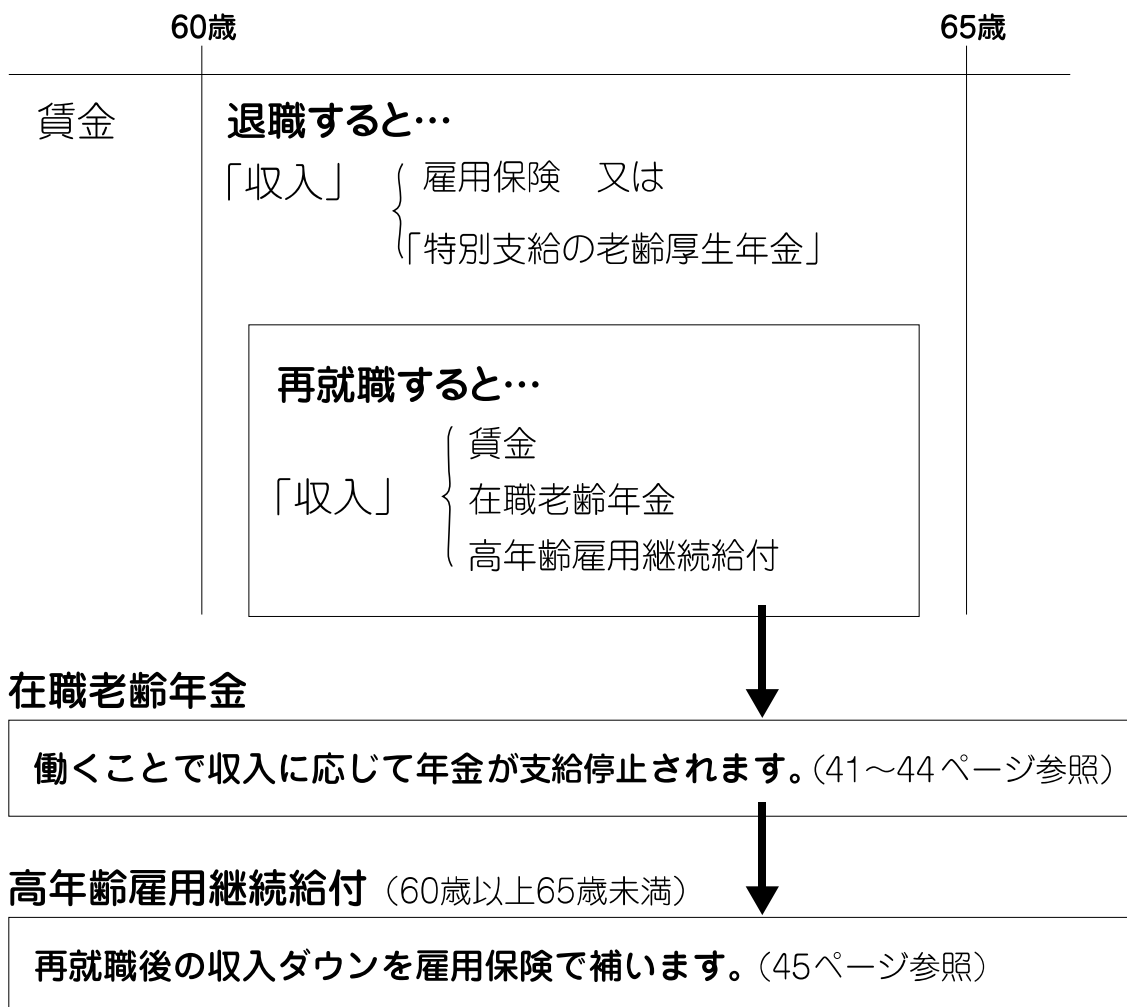 60歳
65歳
賃金
退職すると…
「収入」
雇用保険　又は
「特別支給の老齢厚生年金」
再就職すると…
「収入」
賃金
在職老齢年金
高年齢雇用継続給付
在職老齢年金
働くことで収入に応じて年金が支給停止されます。（41～44ページ参照）
高年齢雇用継続給付（60歳以上65歳未満）
再就職後の収入ダウンを雇用保険で補います。（45ページ参照）